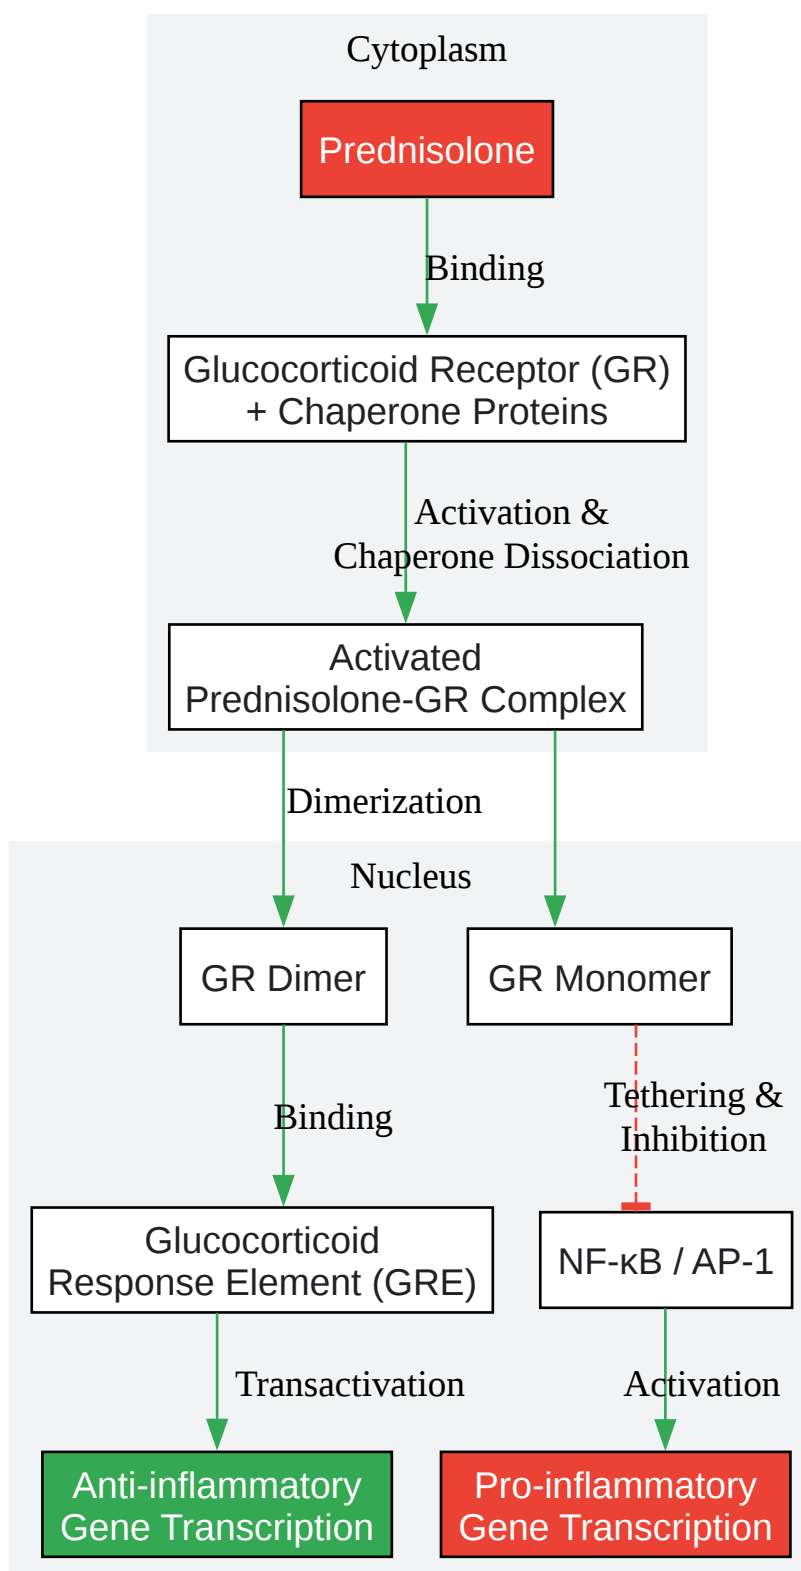 Cytoplasm
Prednisolone
Binding
Glucocorticoid Receptor (GR)
+ Chaperone Proteins
Activation &
Chaperone Dissociation
Activated
Prednisolone-GR Complex
Dimerization
Nucleus
GR Dimer
GR Monomer
Binding
Tethering &
Inhibition
Glucocorticoid
Response Element (GRE)
NF-κB / AP-1
Transactivation
Activation
Anti-inflammatory
Gene Transcription
Pro-inflammatory
Gene Transcription